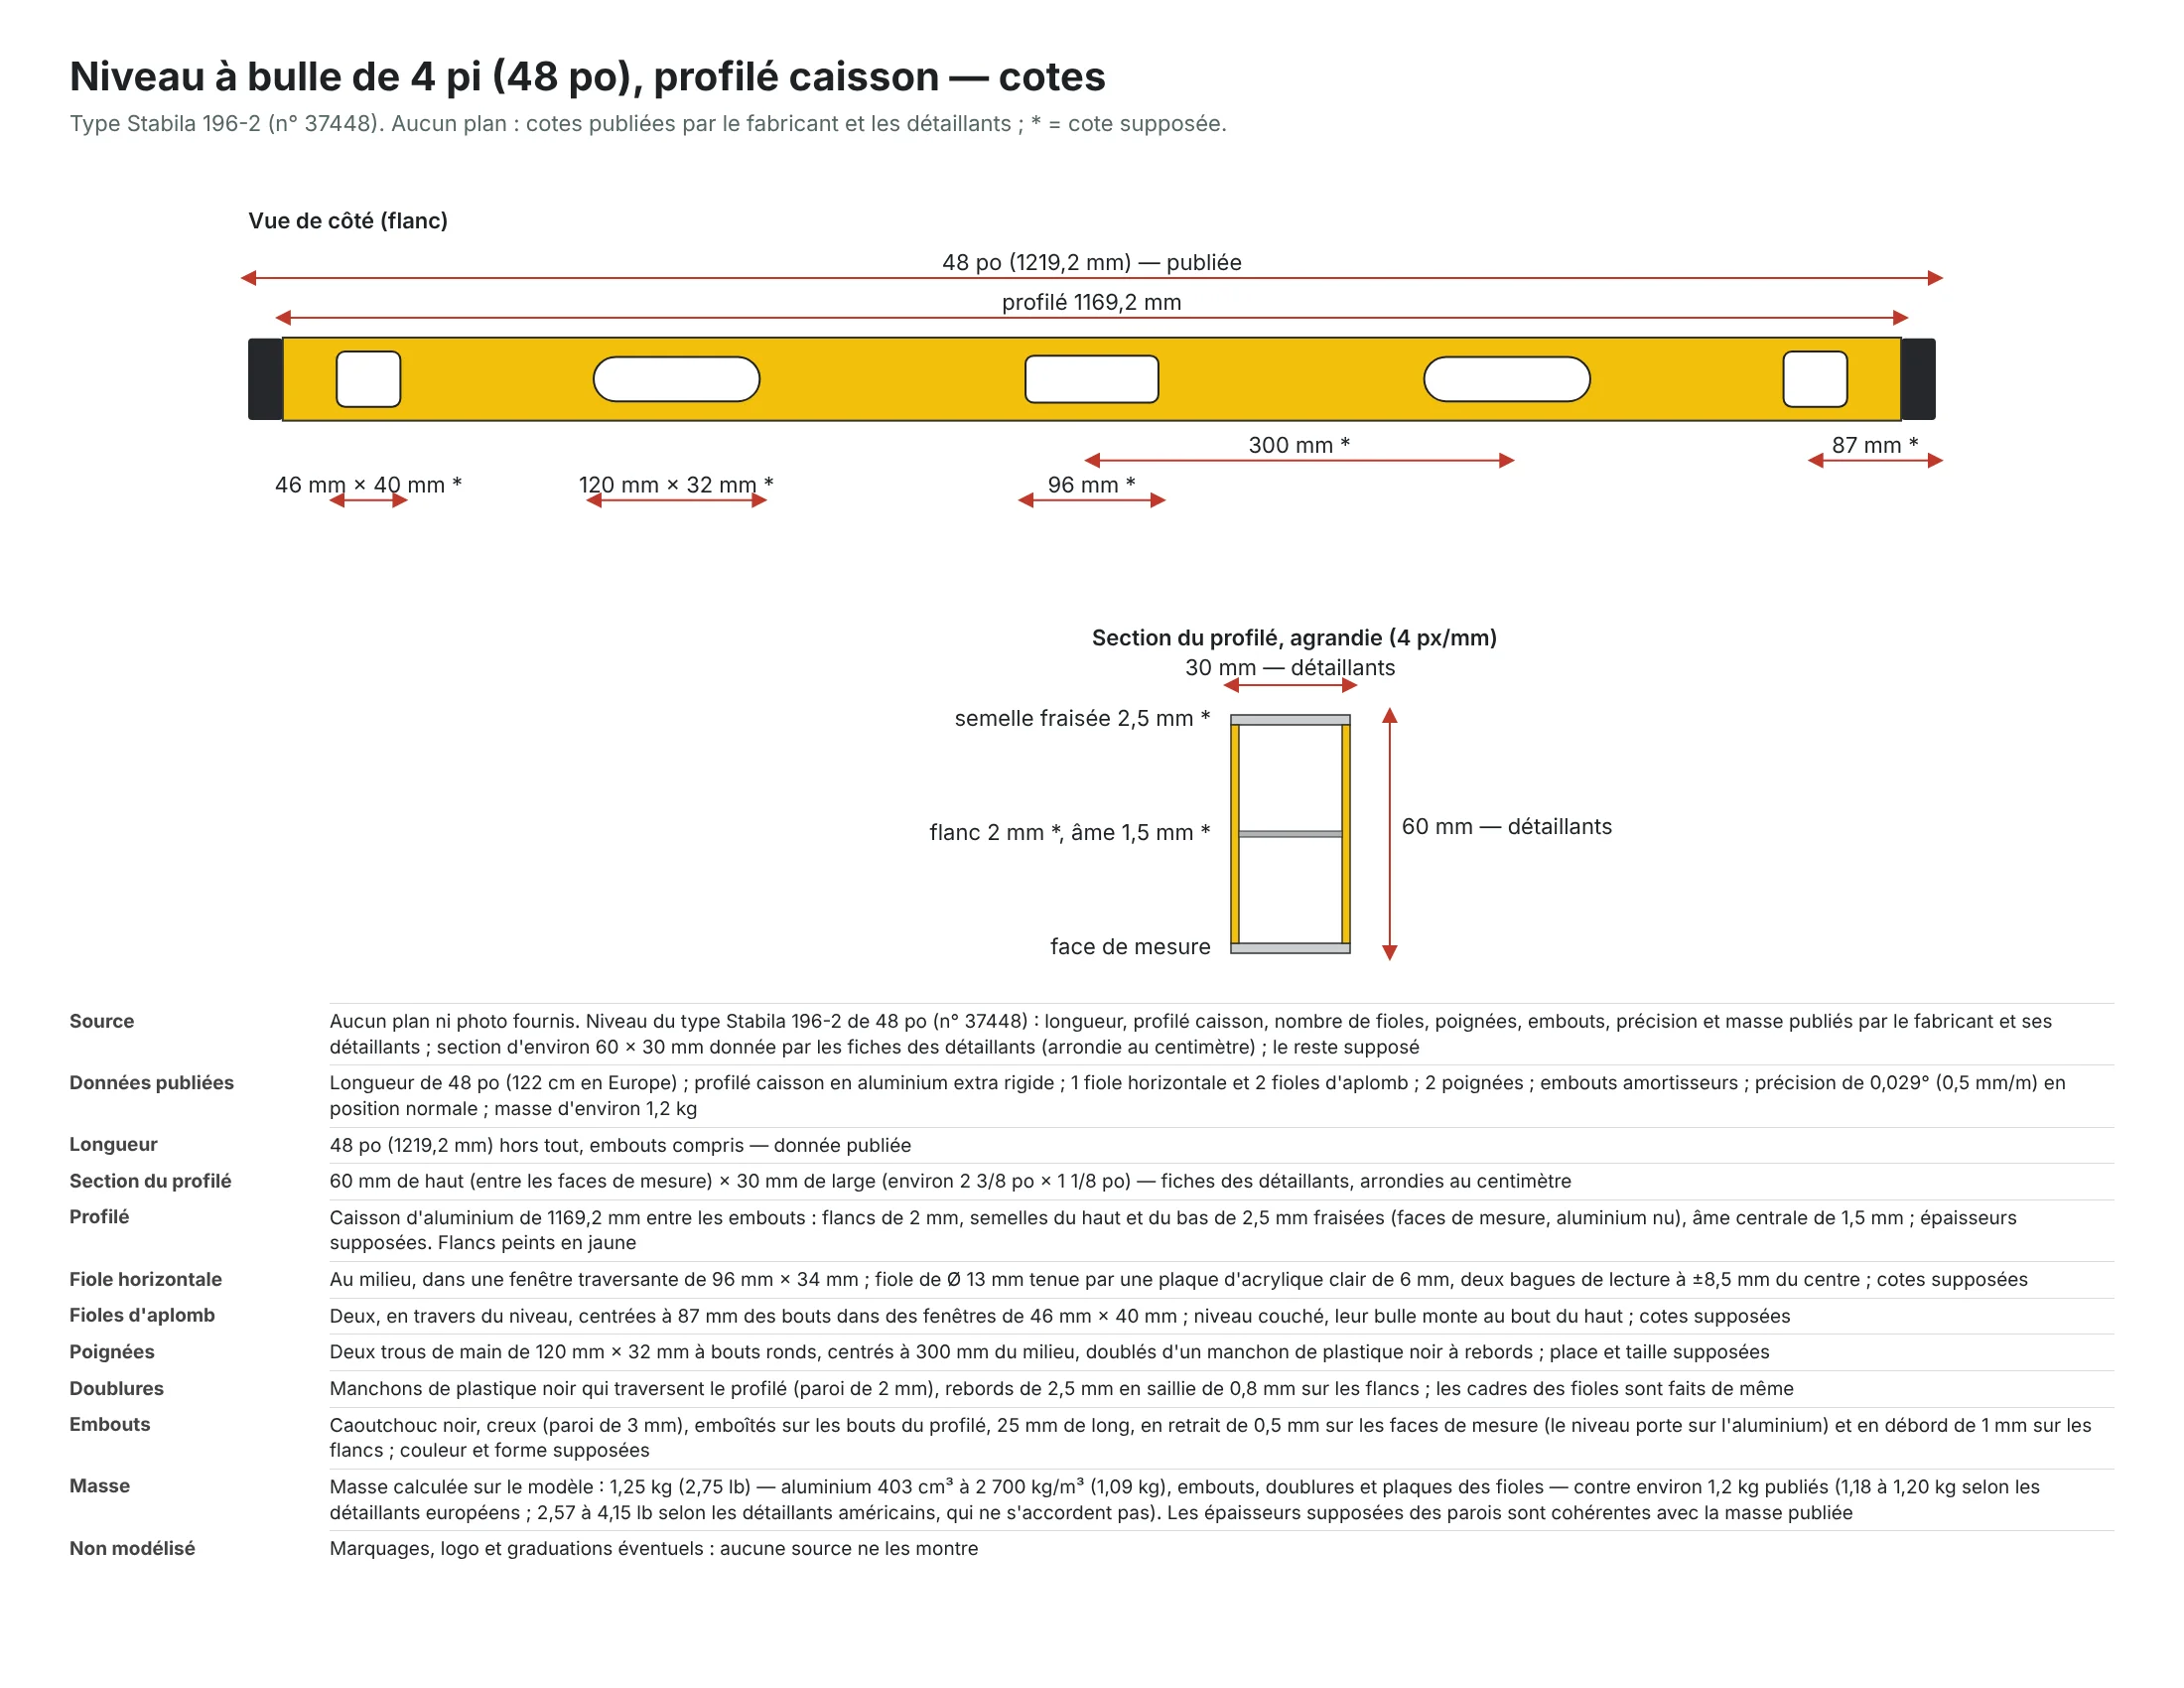 Niveau à bulle de 4 pi (48 po), profilé caisson — cotes
Type Stabila 196-2 (n° 37448). Aucun plan : cotes publiées par le fabricant et les détaillants ; * = cote supposée.
Vue de côté (flanc)
48 po (1219,2 mm) — publiée
profilé 1169,2 mm
300 mm *
87 mm *
46 mm × 40 mm *
120 mm × 32 mm *
96 mm *
Section du profilé, agrandie (4 px/mm)
30 mm — détaillants
semelle fraisée 2,5 mm *
flanc 2 mm *, âme 1,5 mm *
60 mm — détaillants
face de mesure
Source
Aucun plan ni photo fournis. Niveau du type Stabila 196-2 de 48 po (n° 37448) : longueur, profilé caisson, nombre de fioles, poignées, embouts, précision et masse publiés par le fabricant et ses
détaillants ; section d'environ 60 × 30 mm donnée par les fiches des détaillants (arrondie au centimètre) ; le reste supposé
Données publiées
Longueur de 48 po (122 cm en Europe) ; profilé caisson en aluminium extra rigide ; 1 fiole horizontale et 2 fioles d'aplomb ; 2 poignées ; embouts amortisseurs ; précision de 0,029° (0,5 mm/m) en
position normale ; masse d'environ 1,2 kg
Longueur
48 po (1219,2 mm) hors tout, embouts compris — donnée publiée
Section du profilé
60 mm de haut (entre les faces de mesure) × 30 mm de large (environ 2 3/8 po × 1 1/8 po) — fiches des détaillants, arrondies au centimètre
Profilé
Caisson d'aluminium de 1169,2 mm entre les embouts : flancs de 2 mm, semelles du haut et du bas de 2,5 mm fraisées (faces de mesure, aluminium nu), âme centrale de 1,5 mm ; épaisseurs
supposées. Flancs peints en jaune
Fiole horizontale
Au milieu, dans une fenêtre traversante de 96 mm × 34 mm ; fiole de Ø 13 mm tenue par une plaque d'acrylique clair de 6 mm, deux bagues de lecture à ±8,5 mm du centre ; cotes supposées
Fioles d'aplomb
Deux, en travers du niveau, centrées à 87 mm des bouts dans des fenêtres de 46 mm × 40 mm ; niveau couché, leur bulle monte au bout du haut ; cotes supposées
Poignées
Deux trous de main de 120 mm × 32 mm à bouts ronds, centrés à 300 mm du milieu, doublés d'un manchon de plastique noir à rebords ; place et taille supposées
Doublures
Manchons de plastique noir qui traversent le profilé (paroi de 2 mm), rebords de 2,5 mm en saillie de 0,8 mm sur les flancs ; les cadres des fioles sont faits de même
Embouts
Caoutchouc noir, creux (paroi de 3 mm), emboîtés sur les bouts du profilé, 25 mm de long, en retrait de 0,5 mm sur les faces de mesure (le niveau porte sur l'aluminium) et en débord de 1 mm sur les
flancs ; couleur et forme supposées
Masse
Masse calculée sur le modèle : 1,25 kg (2,75 lb) — aluminium 403 cm³ à 2 700 kg/m³ (1,09 kg), embouts, doublures et plaques des fioles — contre environ 1,2 kg publiés (1,18 à 1,20 kg selon les
détaillants européens ; 2,57 à 4,15 lb selon les détaillants américains, qui ne s'accordent pas). Les épaisseurs supposées des parois sont cohérentes avec la masse publiée
Non modélisé
Marquages, logo et graduations éventuels : aucune source ne les montre